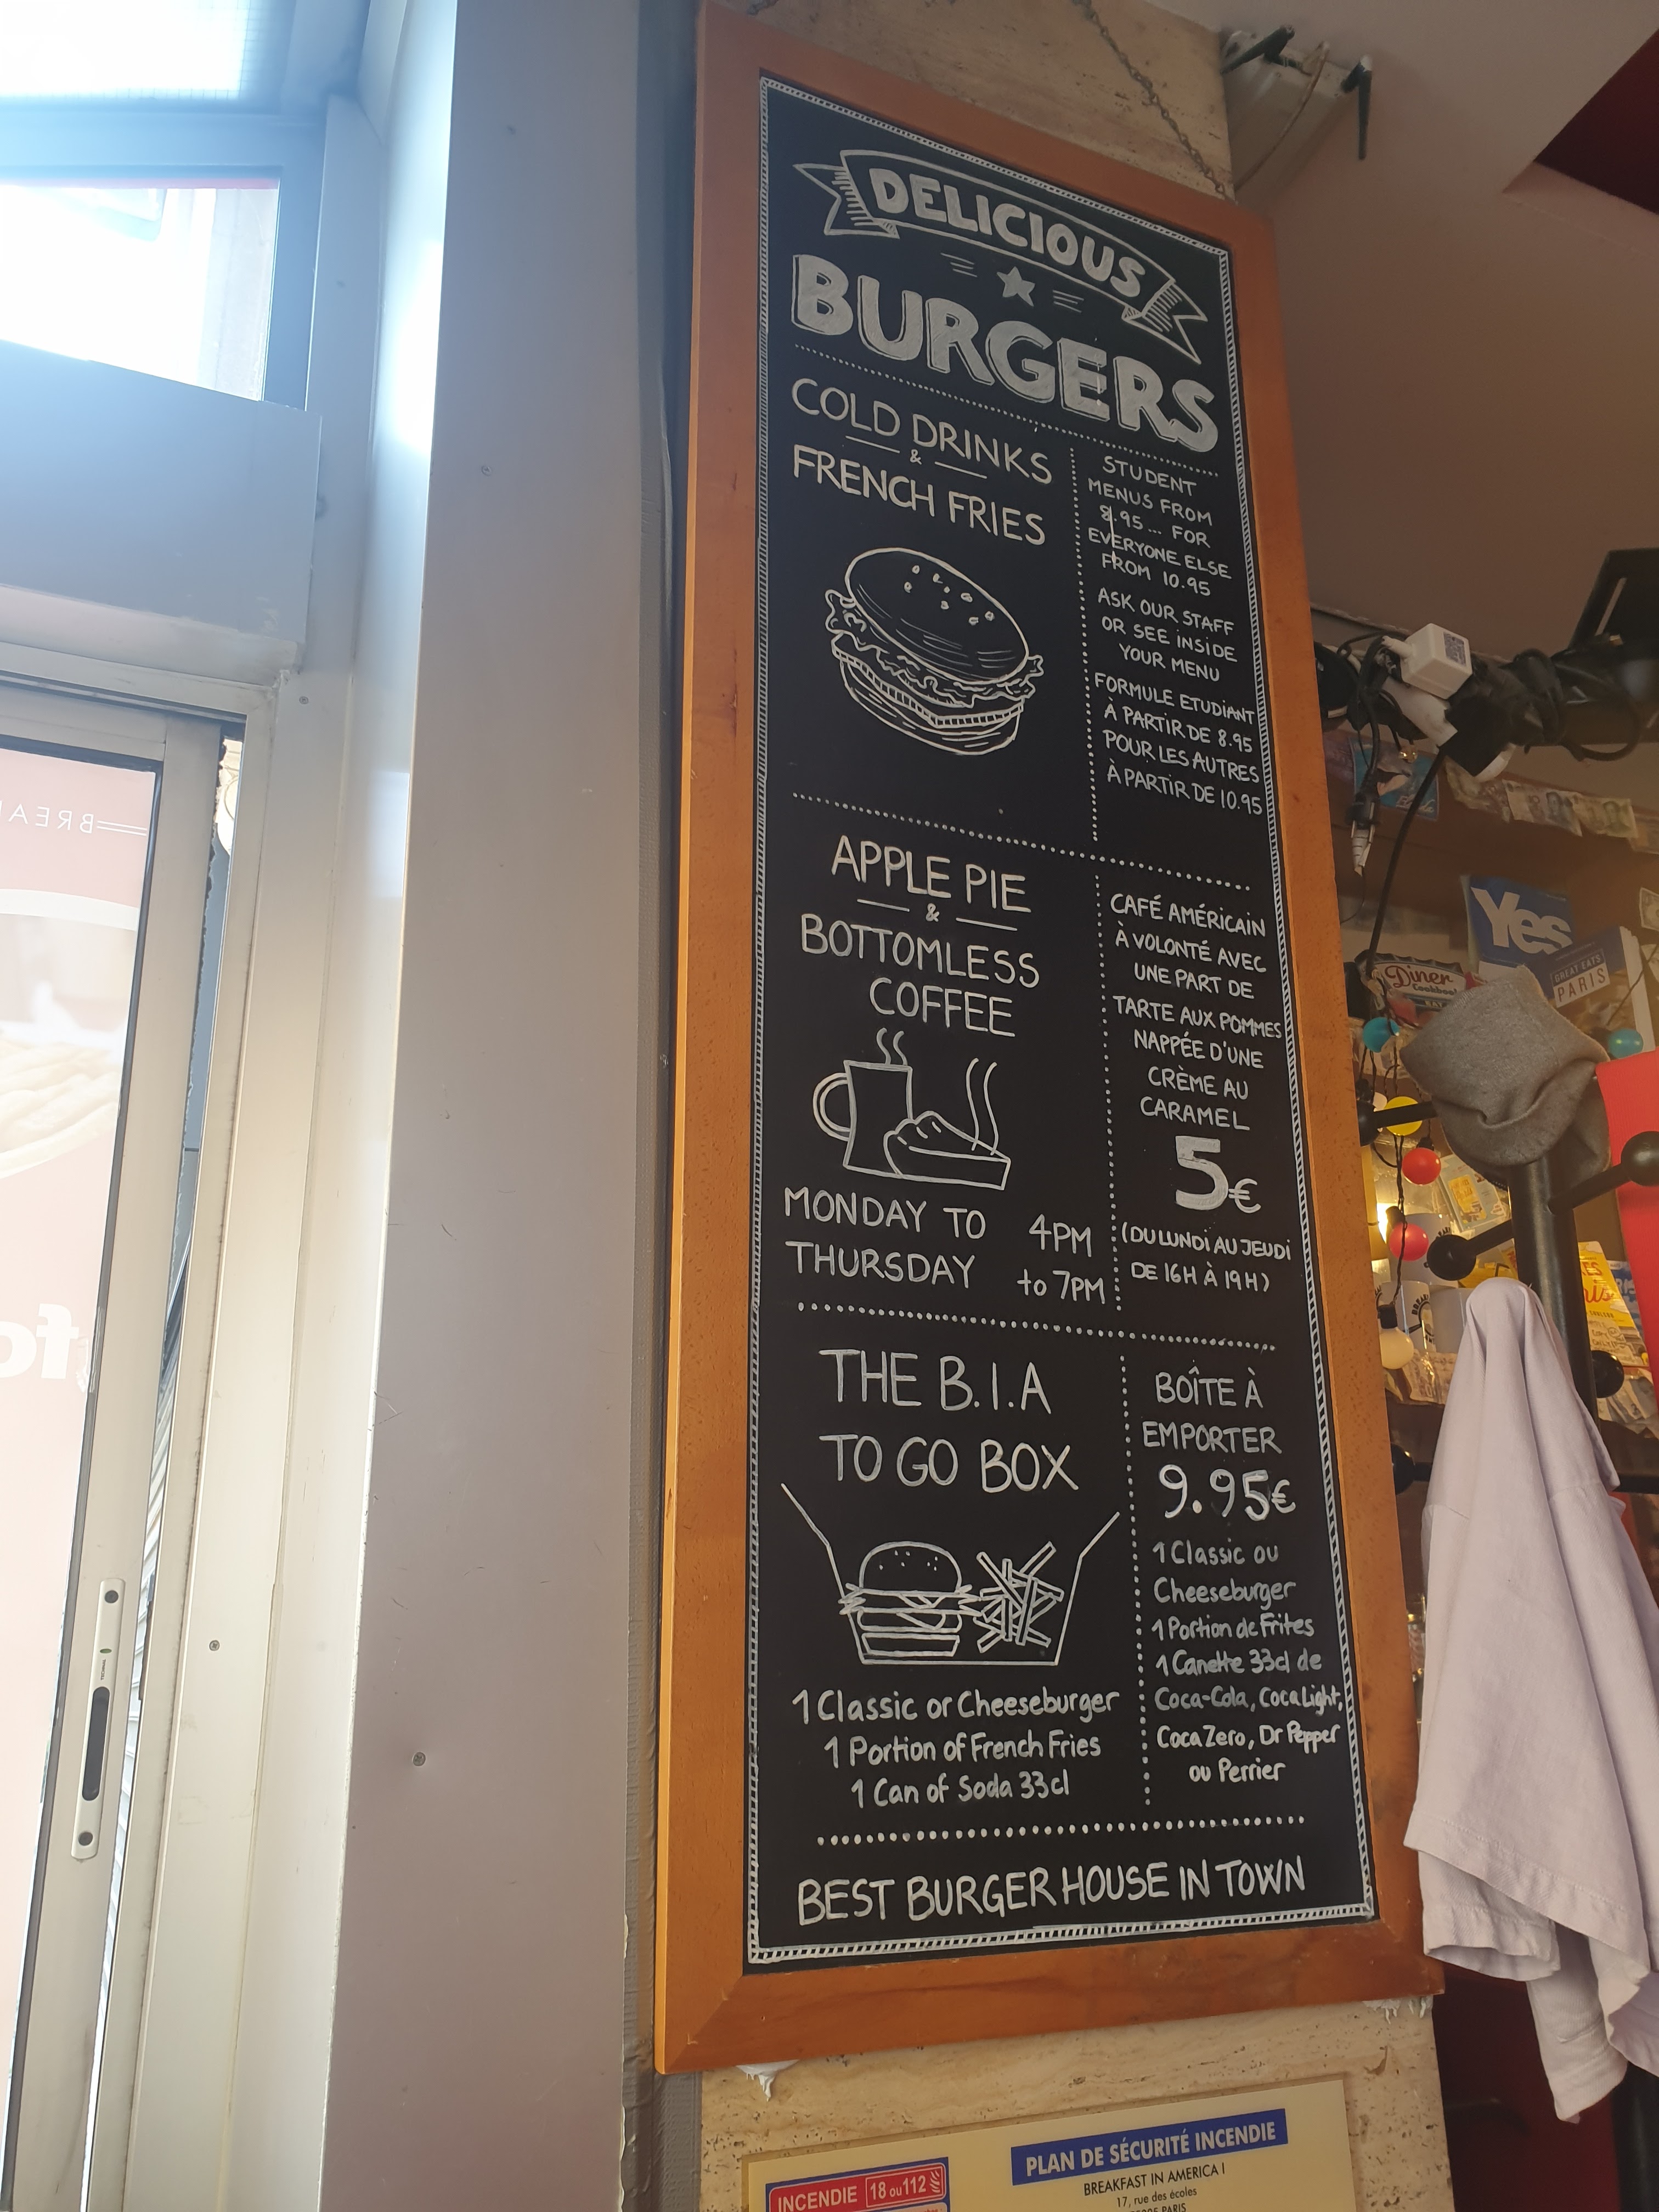 DELICIOUS
BURGERS
COLD DRINKS
&
FRENCH FRIES
STUDENT
MENUS FROM
8.95... FOR
EVERYONE ELSE
FROM 10.95
ASK OUR STAFF
OR SEE INSIDE
YOUR MENU
FORMULE ETUDIANT
À PARTIR DE 8.95
POUR LES AUTRES
À PARTIR DE 10.95
APPLE PIE
&
BOTTOMLESS
COFFEE
MONDAY TO
THURSDAY
4PM
to 7PM
CAFÉ AMÉRICAIN
À VOLONTÉ AVEC
UNE PART DE
TARTE AUX POMMES
NAPPÉE D'UNE
CRÈME AU
CARAMEL
5€
(DU LUNDI AU JEUDI
DE 16H À 19H)
THE B.I.A
TO GO BOX
1 Classic or Cheeseburger
1 Portion of French Fries
1 Can of Soda 33cl
BOÎTE À
EMPORTER
9.95€
1 Classic ou
Cheeseburger
1 Portion de Frites
1 Canette 33cl de
Coca-Cola, Coca Light,
Coca Zero, Dr Pepper
ou Perrier
BEST BURGER HOUSE IN TOWN
PLAN DE SÉCURITÉ INCENDIE
BREAKFAST IN AMERICA I
17, rue des écoles
PARIS
INCENDIE 18 ou 112
Yes
Diner
Cookbook
GREAT EATS
PARIS
BREA